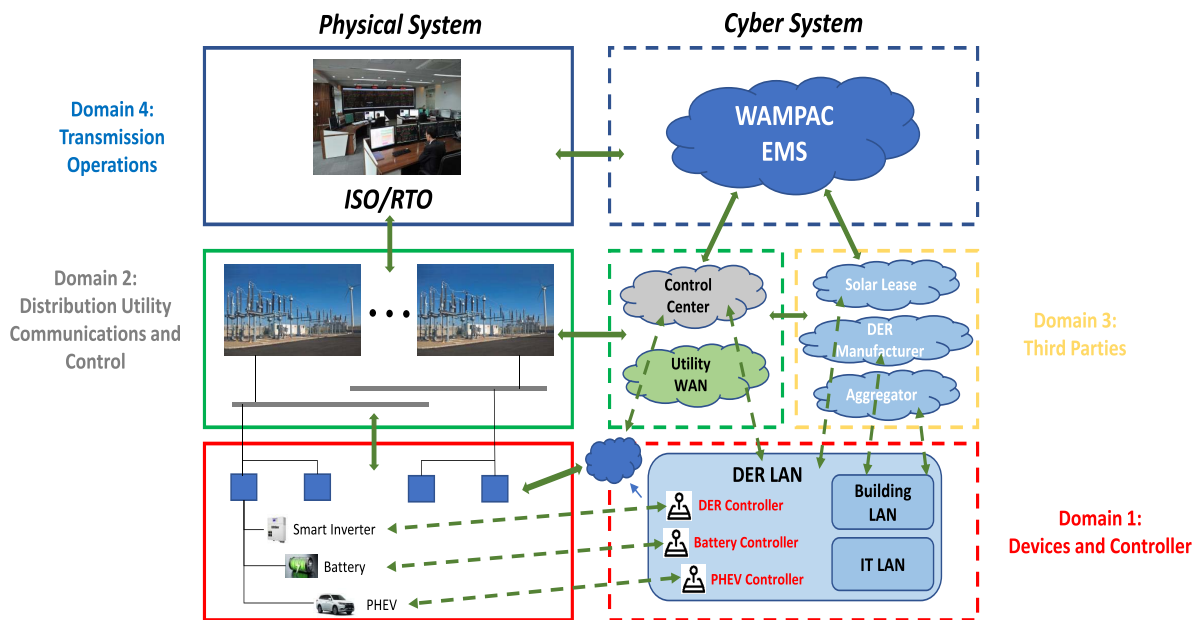 Physical System
Cyber System
Domain 4:
Transmission
Operations
ISO/RTO
WAMPAC
EMS
Domain 2:
Distribution Utility
Communications and
Control
Control
Center
Utility
WAN
Solar Lease
DER
Manufacturer
Aggregator
Domain 3:
Third Parties
Smart Inverter
Battery
PHEV
DER LAN
DER Controller
Battery Controller
PHEV Controller
Building
LAN
IT LAN
Domain 1:
Devices and Controller